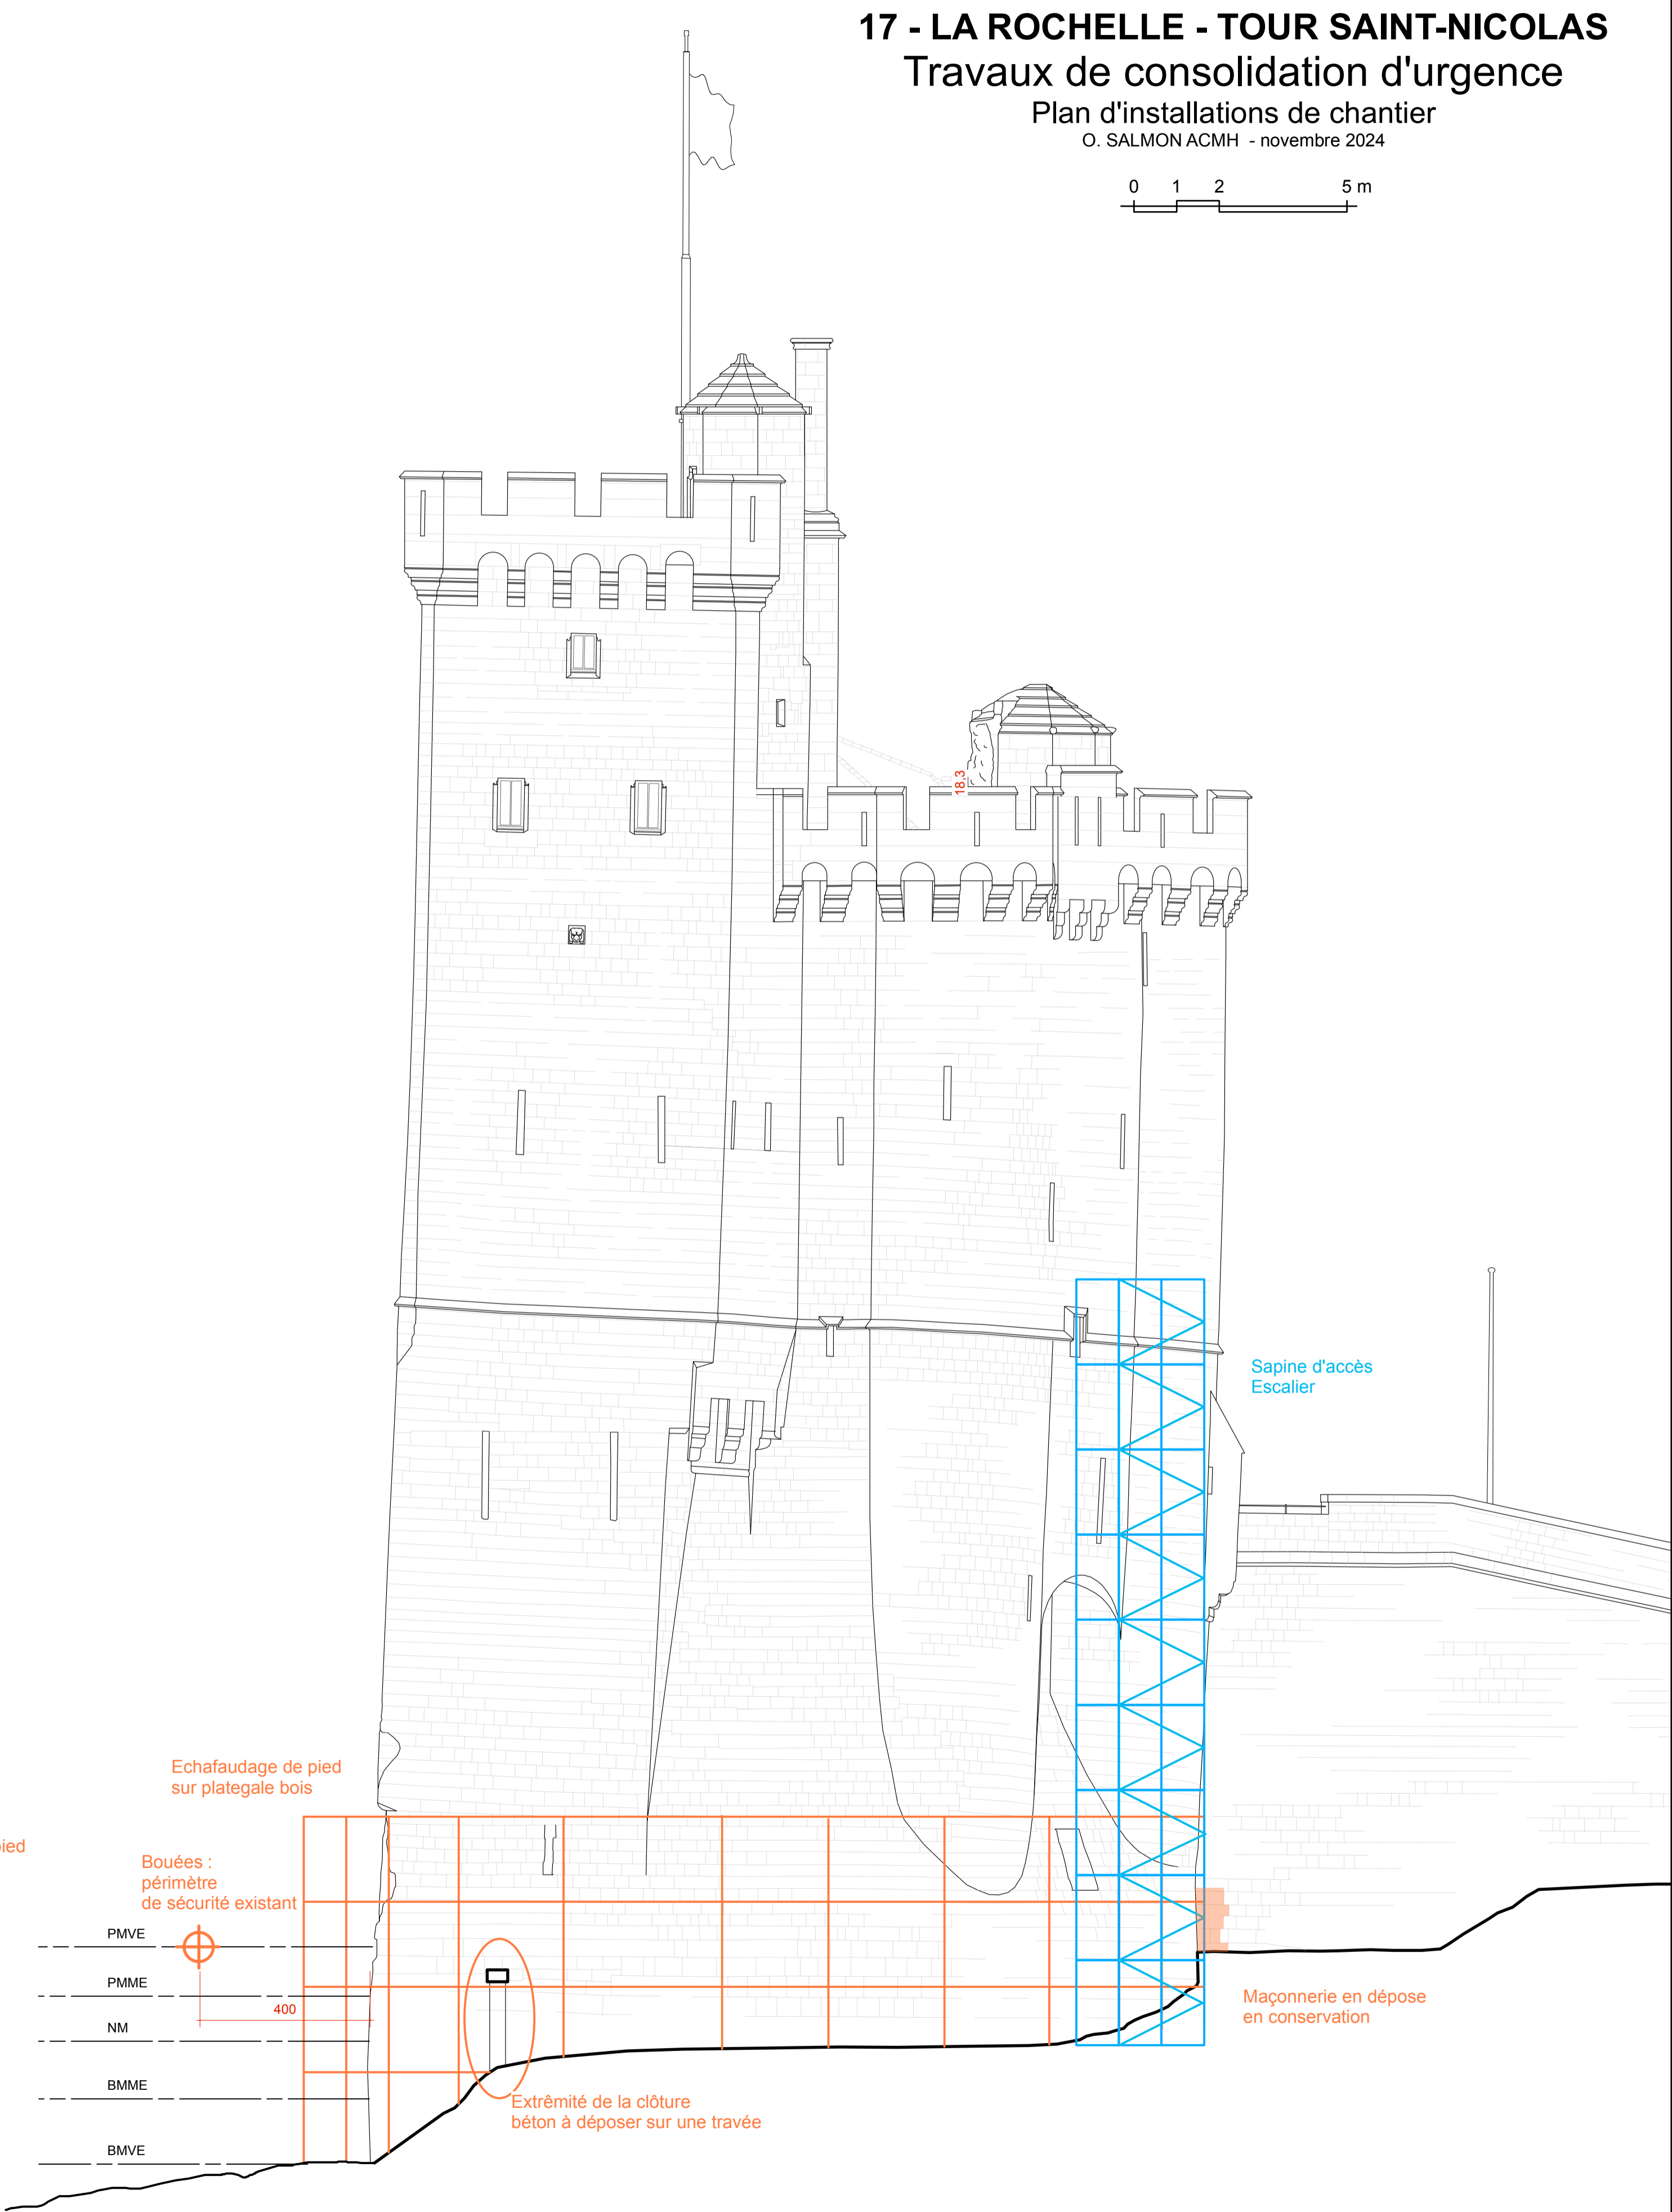 17 - LA ROCHELLE - TOUR SAINT-NICOLAS
Travaux de consolidation d'urgence
Plan d'installations de chantier
O. SALMON ACMH - novembre 2024
0 1 2 5 m
18,3
Sapine d'accès
Escalier
Echafaudage de pied
sur plategale bois
ied
Bouées :
périmètre
de sécurité existant
PMVE
PMME
400
NM
BMME
BMVE
Extrêmité de la clôture
béton à déposer sur une travée
Maçonnerie en dépose
en conservation